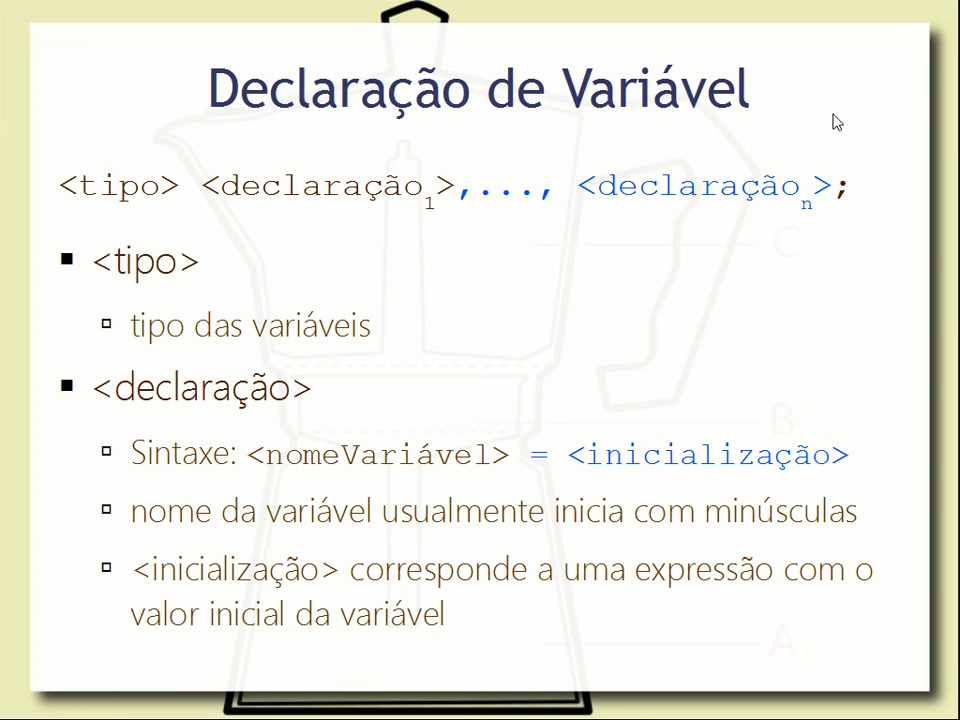 Declaração de Variável
<tipo> <declaração1>,..., <declaraçãon>;
<tipo>
tipo das variáveis
<declaração>
Sintaxe: <nomeVariável> = <inicialização>
nome da variável usualmente inicia com minúsculas
<inicialização> corresponde a uma expressão com o
valor inicial da variável
C
B
A